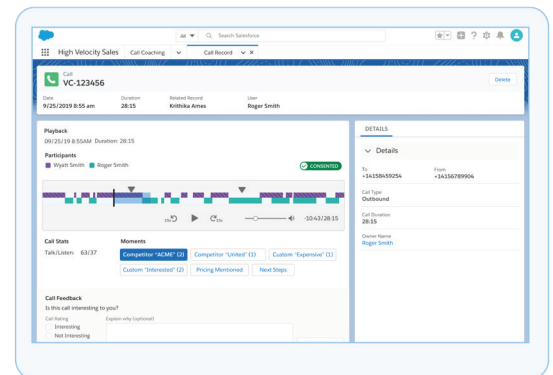 All Search Salesforce
High Velocity Sales Call Coaching Call Record
Call
VC-123456
Delete
Date Duration Related Record User
9/25/2019 8:55 am 28:15 Krithika Ames Roger Smith
Playback
09/25/19 8:55AM Duration: 28:15
Participants
Wyatt Smith Roger Smith
CONSENTED
15s 15s -10:43/28:15
Call Stats Moments
Talk/Listen: 63/37
Competitor "ACME" (2) Competitor "United" (1) Custom "Expensive" (1)
Custom "Interested" (2) Pricing Mentioned Next Steps
Call Feedback
Is this call interesting to you?
Call Rating Explain why (optional)
Interesting
Not Interesting
DETAILS
Details
To From
+14158459254 +14156789904
Call Type
Outbound
Call Duration
28:15
Owner Name
Roger Smith